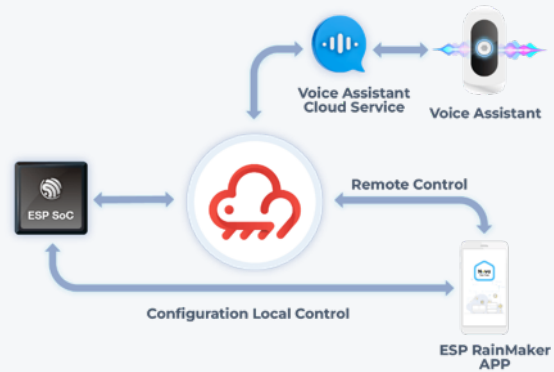 Voice Assistant
Cloud Service
Voice Assistant
ESP SoC
Remote Control
Configuration Local Control
ESP RainMaker
APP